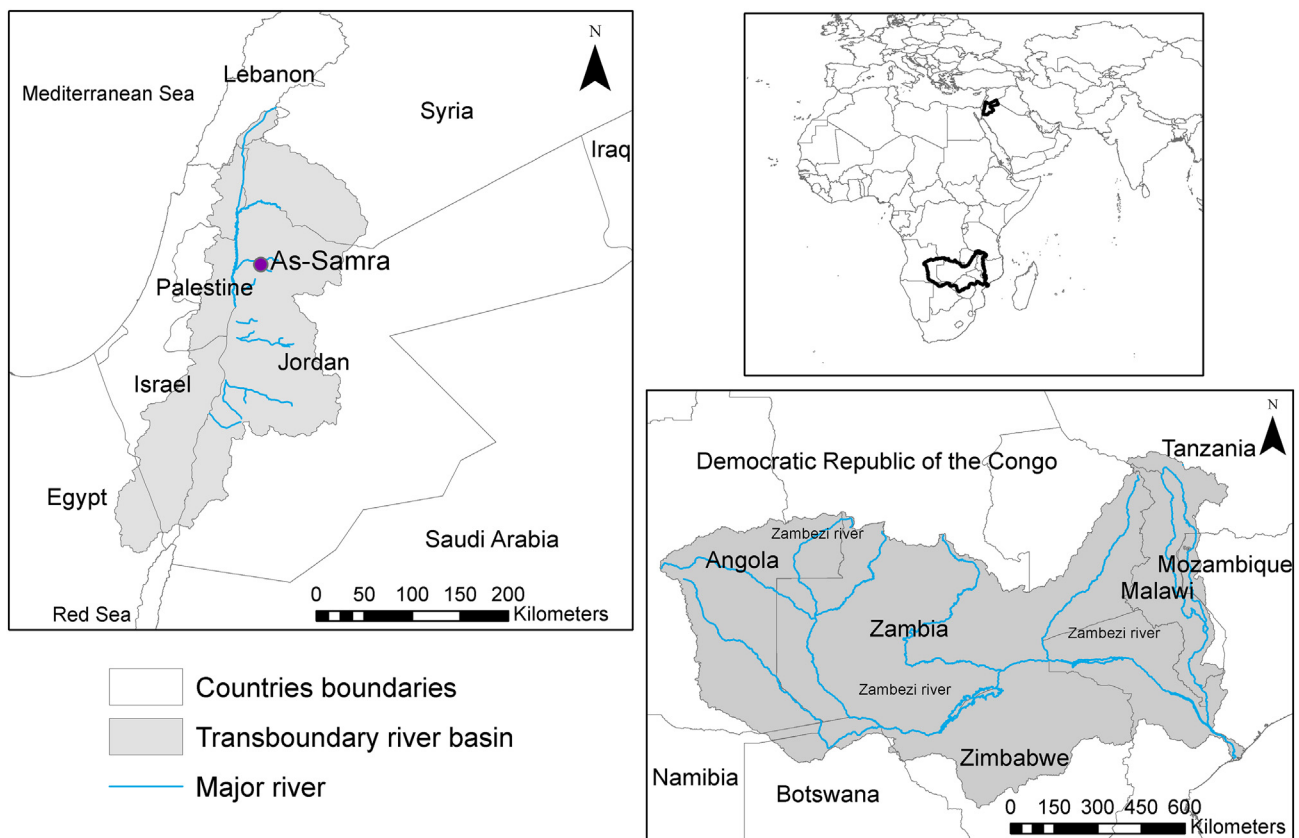 N
Lebanon
Mediterranean Sea
Syria
Iraq
As-Samra
Palestine
Jordan
Israel
Egypt
Saudi Arabia
0 50 100 150 200
Kilometers
Red Sea
Countries boundaries
Transboundary river basin
Major river
N
Tanzania
Democratic Republic of the Congo
Zambezi river
Angola
Mozambique
Malawi
Zambia
Zambezi river
Zambezi river
Zimbabwe
Namibia
Botswana
0 150 300 450 600
Kilometers